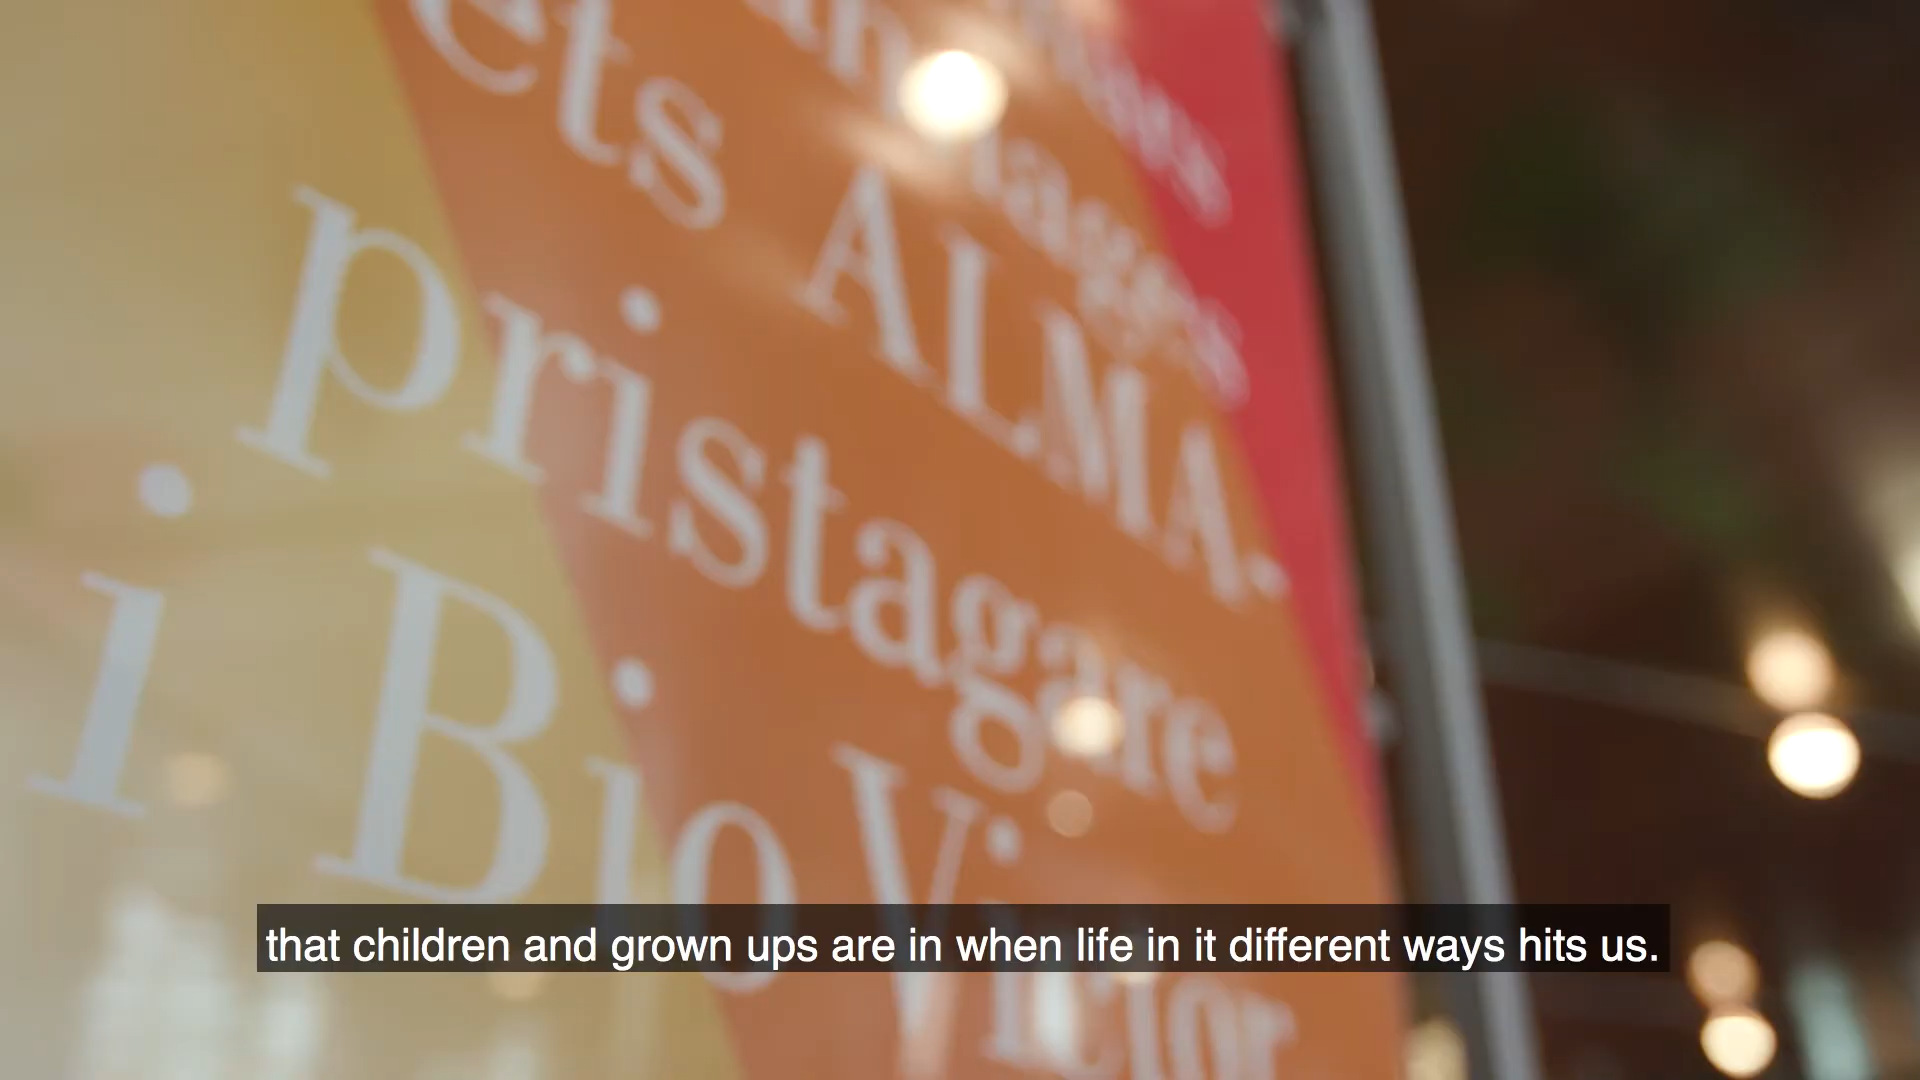 ets ALMA.
pristagare
i Bio Victor
that children and grown ups are in when life in it different ways hits us.